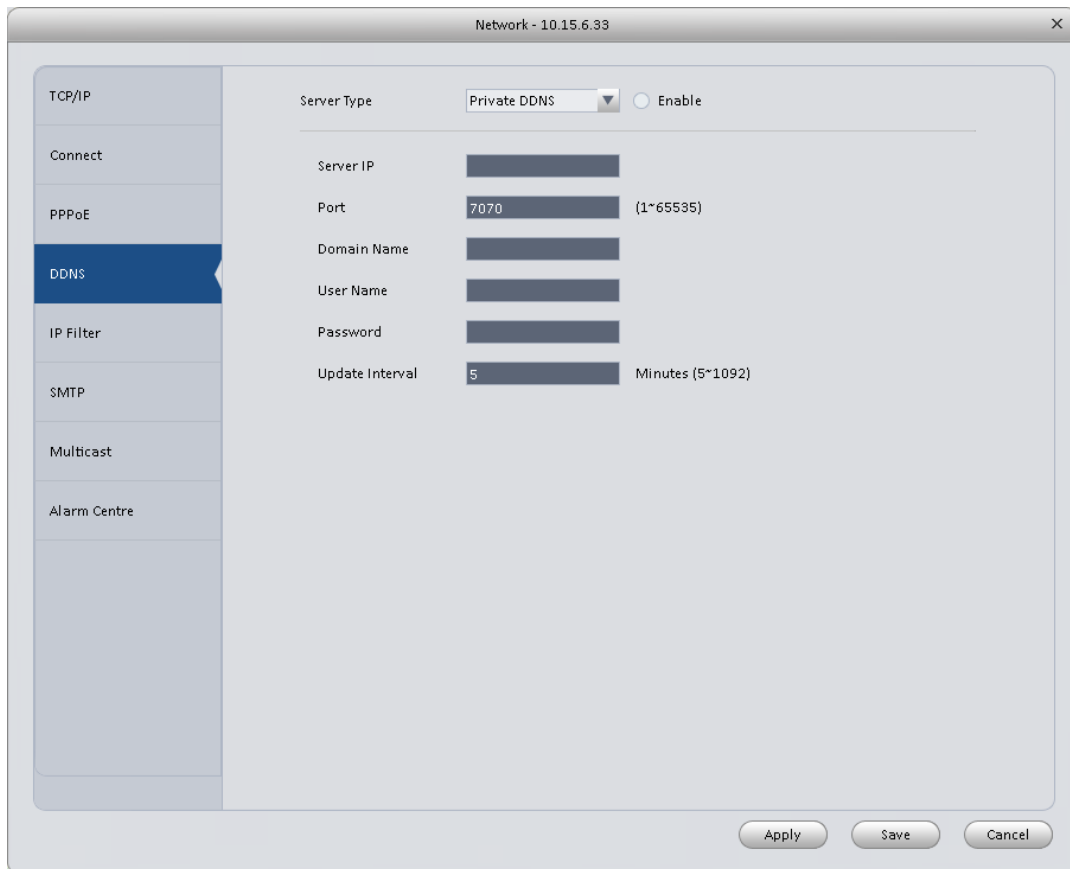 Network - 10.15.6.33
TCP/IP
Connect
PPPoE
DDNS
IP Filter
SMTP
Multicast
Alarm Centre
Server Type Private DDNS Enable
Server IP
Port 7070 (1~65535)
Domain Name
User Name
Password
Update Interval 5 Minutes (5~1092)
Apply Save Cancel